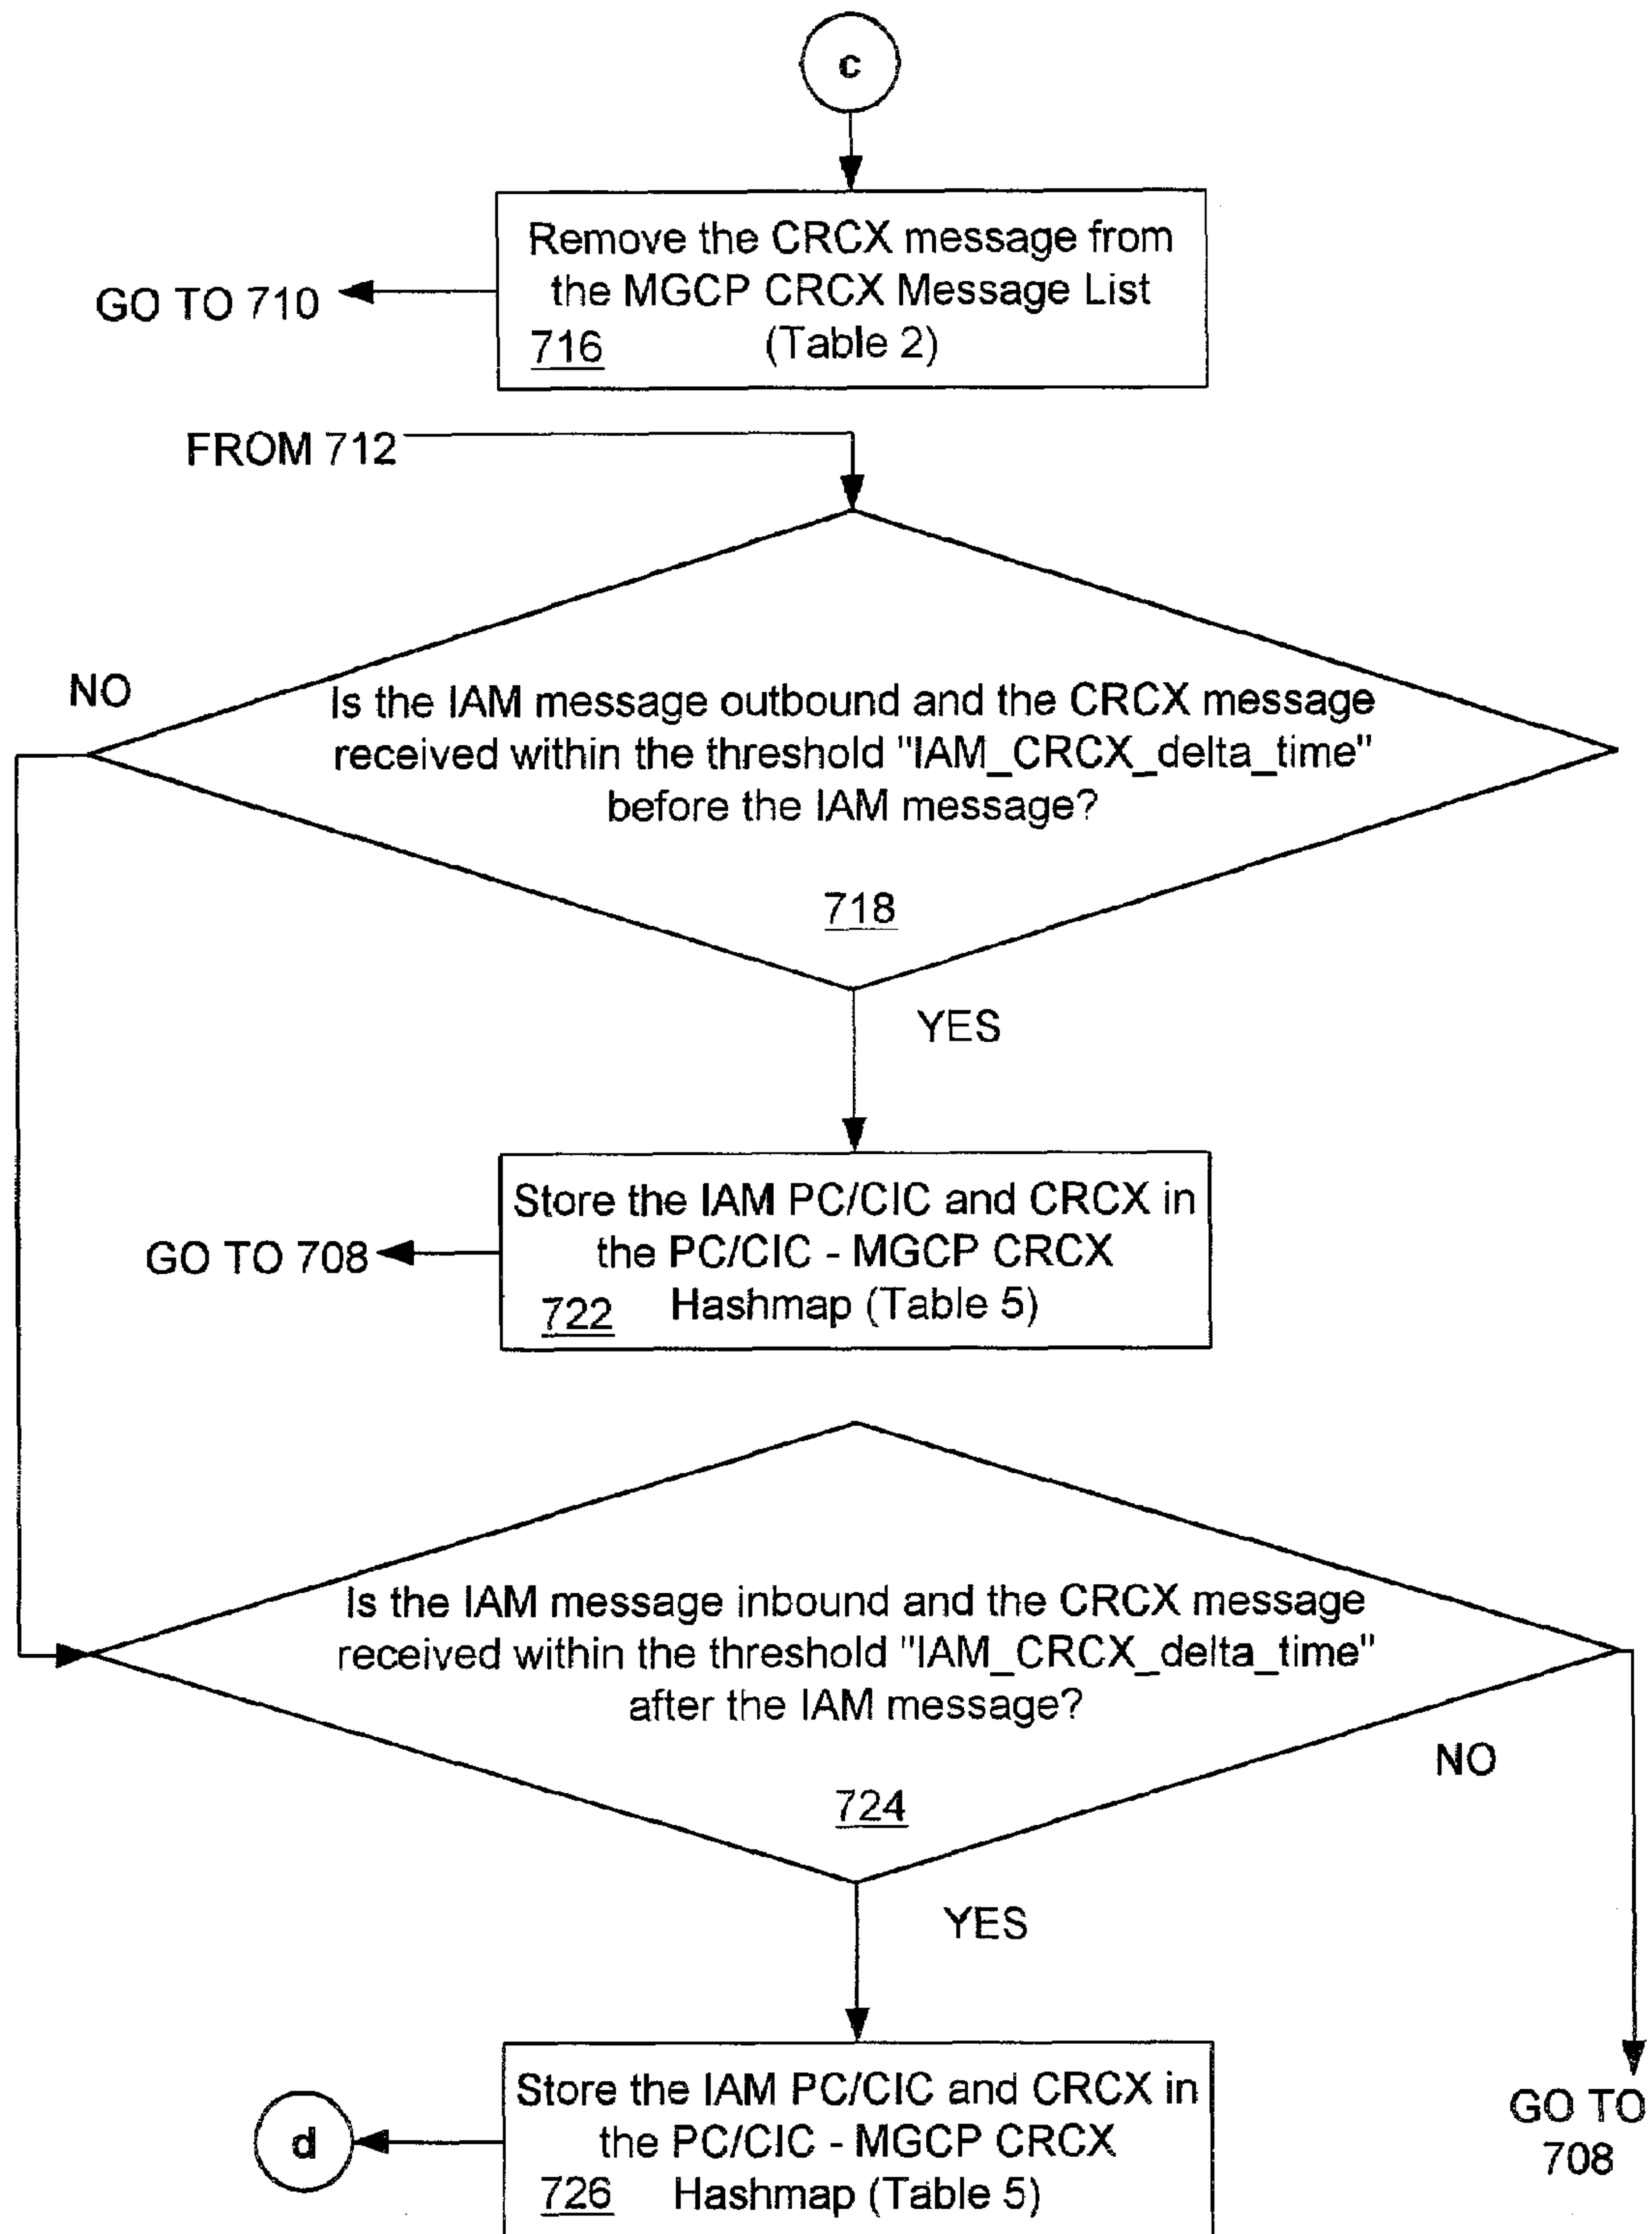 c
Remove the CRCX message from
the MGCP CRCX Message List
716 (Table 2)
GO TO 710
FROM 712
NO
Is the IAM message outbound and the CRCX message
received within the threshold "IAM_CRCX_delta_time"
before the IAM message?
718
YES
Store the IAM PC/CIC and CRCX in
the PC/CIC - MGCP CRCX
722 Hashmap (Table 5)
GO TO 708
Is the IAM message inbound and the CRCX message
received within the threshold "IAM_CRCX_delta_time"
after the IAM message?
724
NO
YES
Store the IAM PC/CIC and CRCX in
the PC/CIC - MGCP CRCX
726 Hashmap (Table 5)
d
GO TO
708